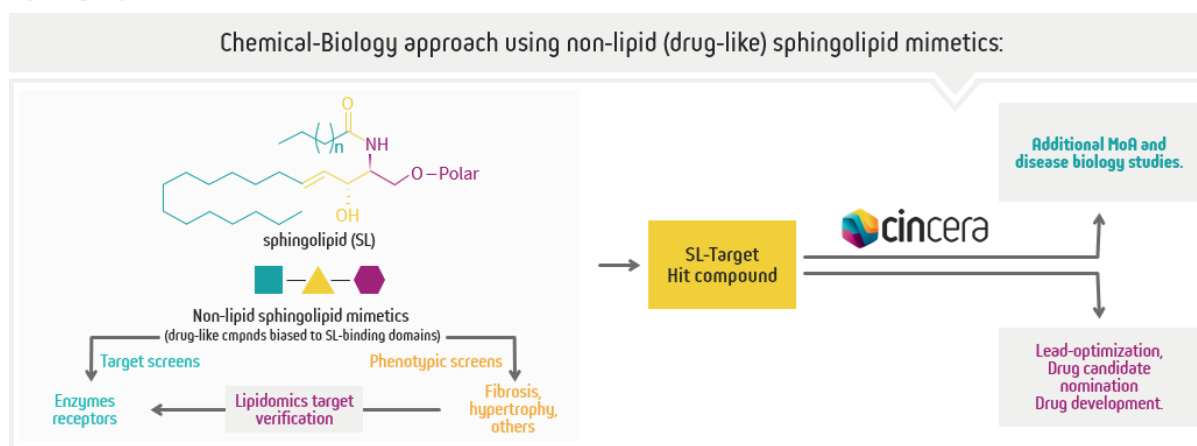 Chemical-Biology approach using non-lipid (drug-like) sphingolipid mimetics:
O
n
NH
O–Polar
OH
sphingolipid (SL)
Non-lipid sphingolipid mimetics
(drug-like cmpnds biased to SL-binding domains)
Target screens
Phenotypic screens
Enzymes
receptors
Lipidomics target
verification
Fibrosis,
hypertrophy,
others
SL-Target
Hit compound
cincera
Additional MoA and
disease biology studies.
Lead-optimization,
Drug candidate
nomination
Drug development.